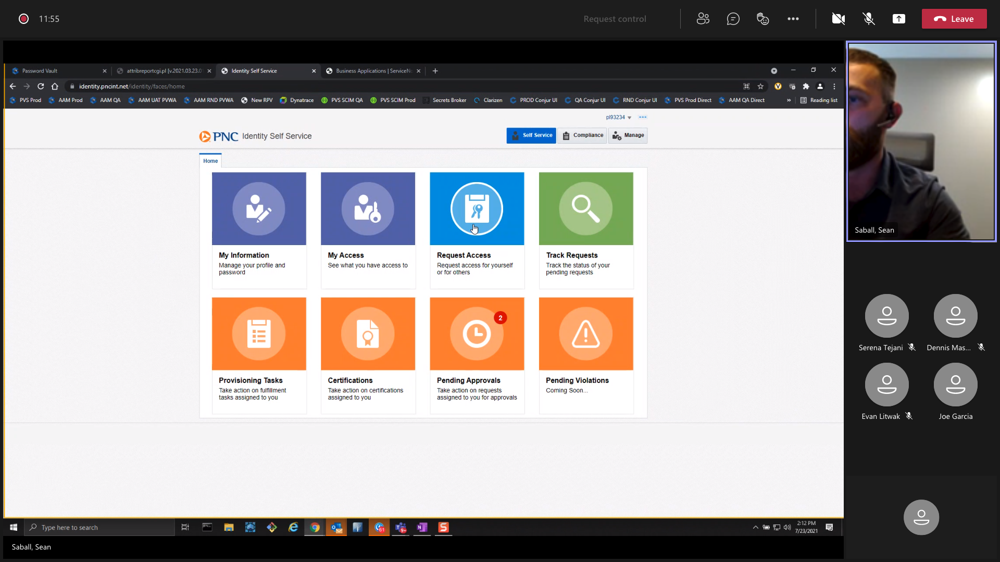 11:55
Request control
Leave
Password Vault
attribreportcgi.pl [v.2021.03.23.0
Identity Self Service
Business Applications | ServiceN
identity.pncint.net/identity/faces/home
PVS Prod
AAM Prod
AAM QA
AAM UAT PVWA
AAM RND PVWA
New RPV
Dynatrace
PVS SCIM QA
PVS SCIM Prod
Secrets Broker
Clarizen
PROD Conjur UI
QA Conjur UI
RND Conjur UI
PVS Prod Direct
AAM QA Direct
»
Reading list
pl93234
PNC Identity Self Service
Self Service
Compliance
Manage
Home
My Information
Manage your profile and
password
My Access
See what you have access to
Request Access
Request access for yourself
or for others
Track Requests
Track the status of your
pending requests
2
Provisioning Tasks
Take action on fulfillment
tasks assigned to you
Certifications
Take action on certifications
assigned to you
Pending Approvals
Take action on requests
assigned to you for approvals
Pending Violations
Coming Soon...
Type here to search
61
9+
2:12 PM
7/23/2021
Saball, Sean
Saball, Sean
Serena Tejani
Dennis Mas...
Evan Litwak
Joe Garcia